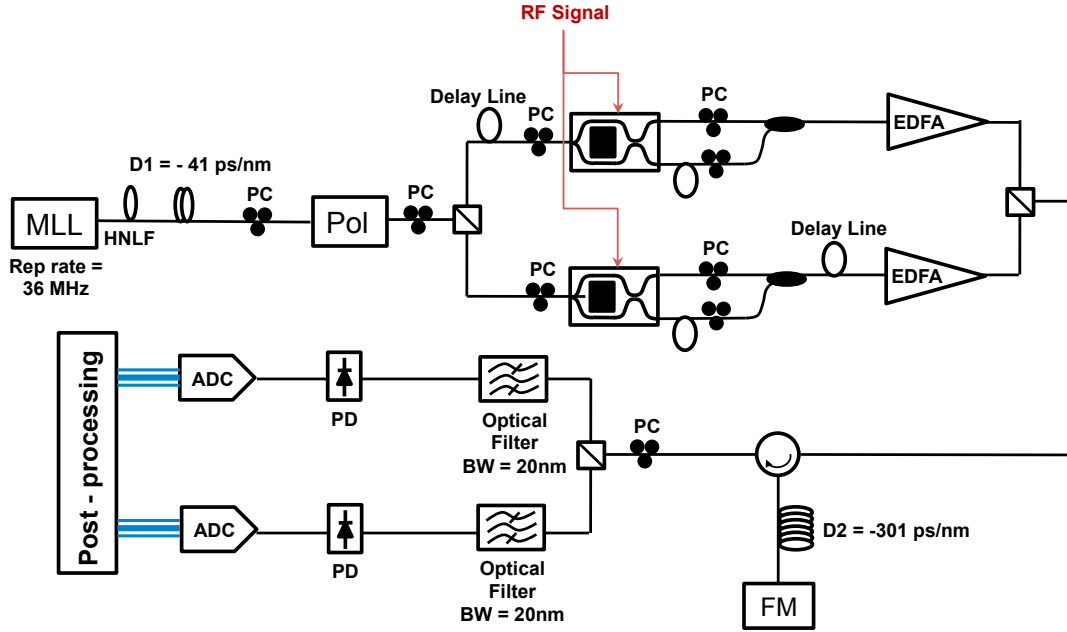 RF Signal
Delay Line
PC
PC
EDFA
D1 = - 41 ps/nm
PC
PC
MLL
HNLF
Pol
Rep rate =
36 MHz
PC
PC
Delay Line
EDFA
Post - processing
ADC
PD
Optical
Filter
BW = 20nm
PC
ADC
PD
Optical
Filter
BW = 20nm
D2 = -301 ps/nm
FM